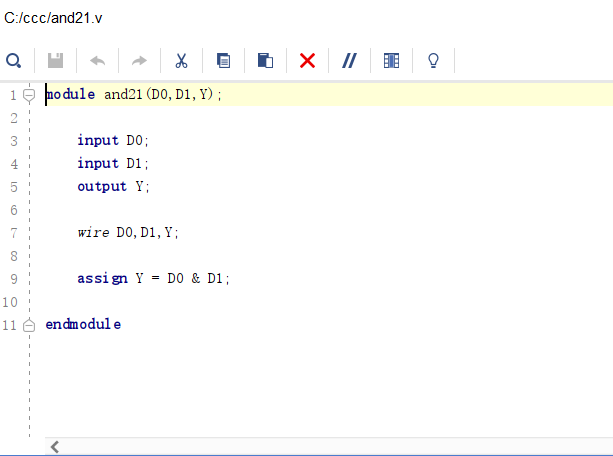 C:/ccc/and21.v
1 module and21(D0,D1,Y);
2
3 input D0;
4 input D1;
5 output Y;
6
7 wire D0,D1,Y;
8
9 assign Y = D0 & D1;
10
11 endmodule